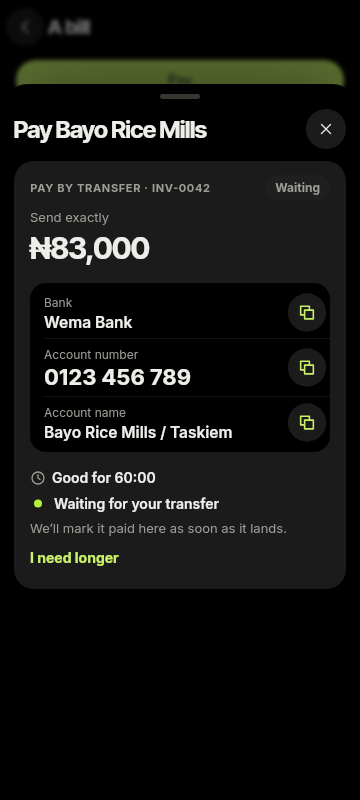 A bill
Pay
Pay Bayo Rice Mills
PAY BY TRANSFER · INV-0042
Waiting
Send exactly
₦83,000
Bank
Wema Bank
Account number
0123 456 789
Account name
Bayo Rice Mills / Taskiem
Good for 60:00
Waiting for your transfer
We'll mark it paid here as soon as it lands.
I need longer